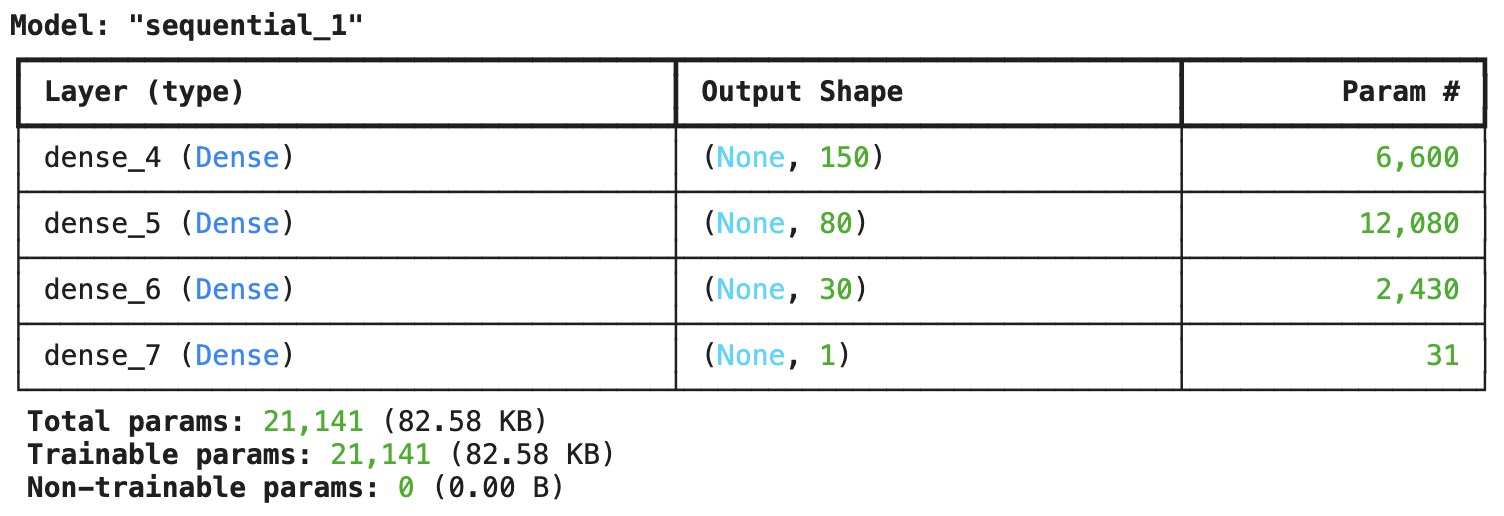 Model: "sequential_1"
Layer (type) Output Shape Param #
dense_4 (Dense) (None, 150) 6,600
dense_5 (Dense) (None, 80) 12,080
dense_6 (Dense) (None, 30) 2,430
dense_7 (Dense) (None, 1) 31
Total params: 21,141 (82.58 KB)
Trainable params: 21,141 (82.58 KB)
Non-trainable params: 0 (0.00 B)